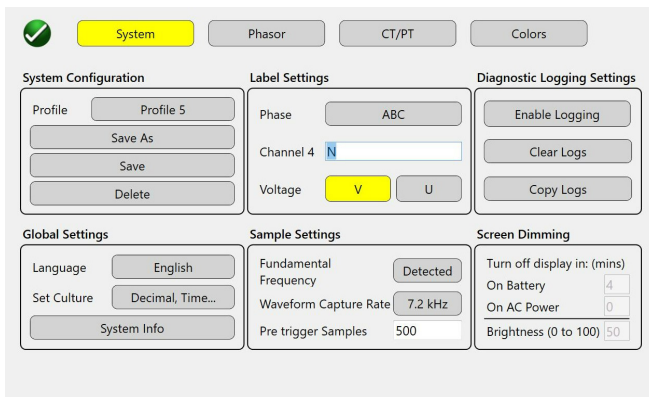 System Phasor CT/PT Colors
System Configuration
Profile Profile 5
Save As
Save
Delete
Label Settings
Phase ABC
Channel 4 N
Voltage V U
Diagnostic Logging Settings
Enable Logging
Clear Logs
Copy Logs
Global Settings
Language English
Set Culture Decimal, Time...
System Info
Sample Settings
Fundamental
Frequency Detected
Waveform Capture Rate 7.2 kHz
Pre trigger Samples 500
Screen Dimming
Turn off display in: (mins)
On Battery 4
On AC Power 0
Brightness (0 to 100) 50